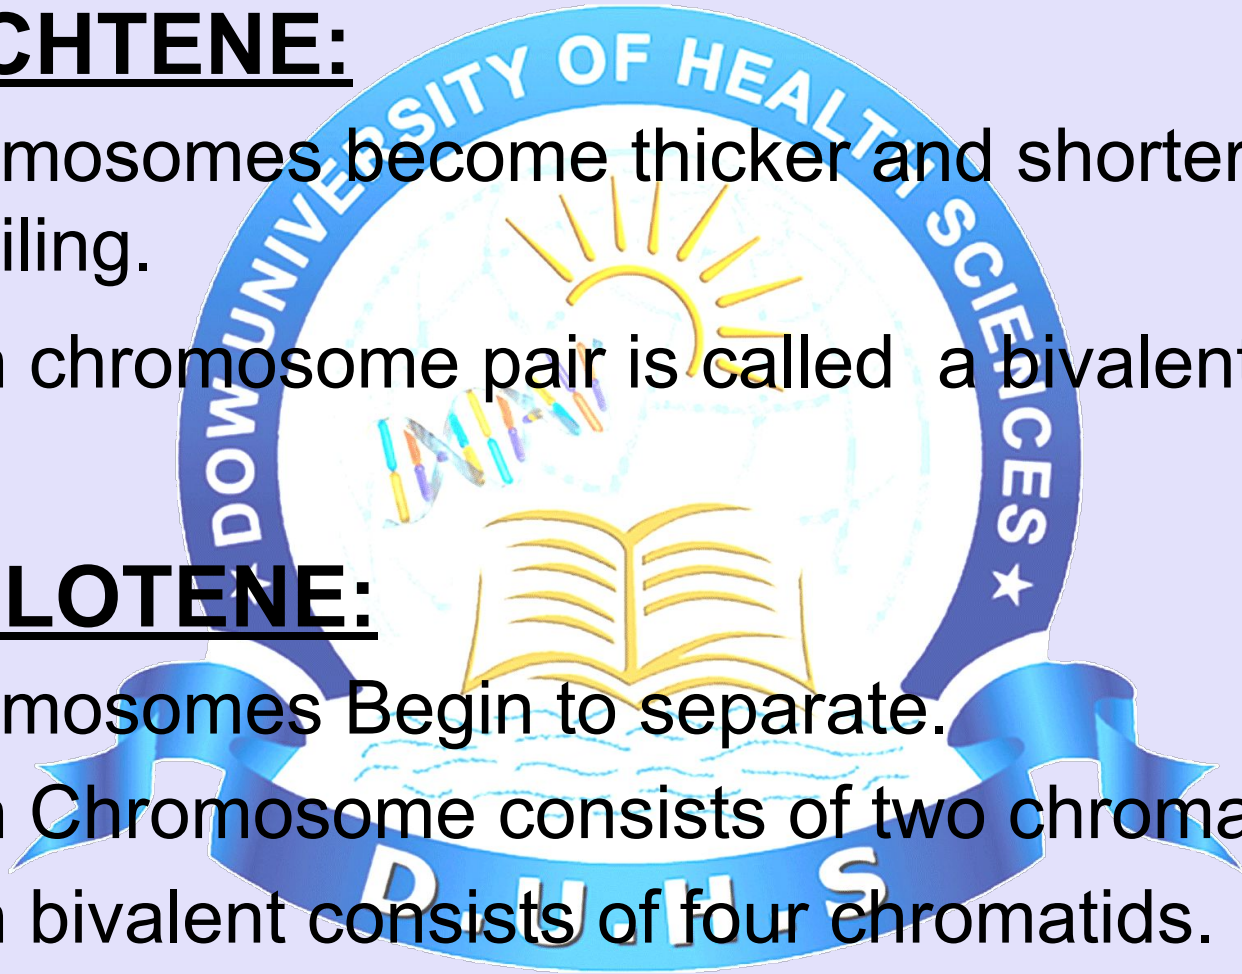 CHTENE:
mosomes become thicker and shorter
iling.
chromosome pair is called a bivalent
LOTENE:
mosomes Begin to separate.
Chromosome consists of two chroma
bivalent consists of four chromatids.
DOW UNIVERSITY OF HEALTH SCIENCES
D.U.H.S
DNA